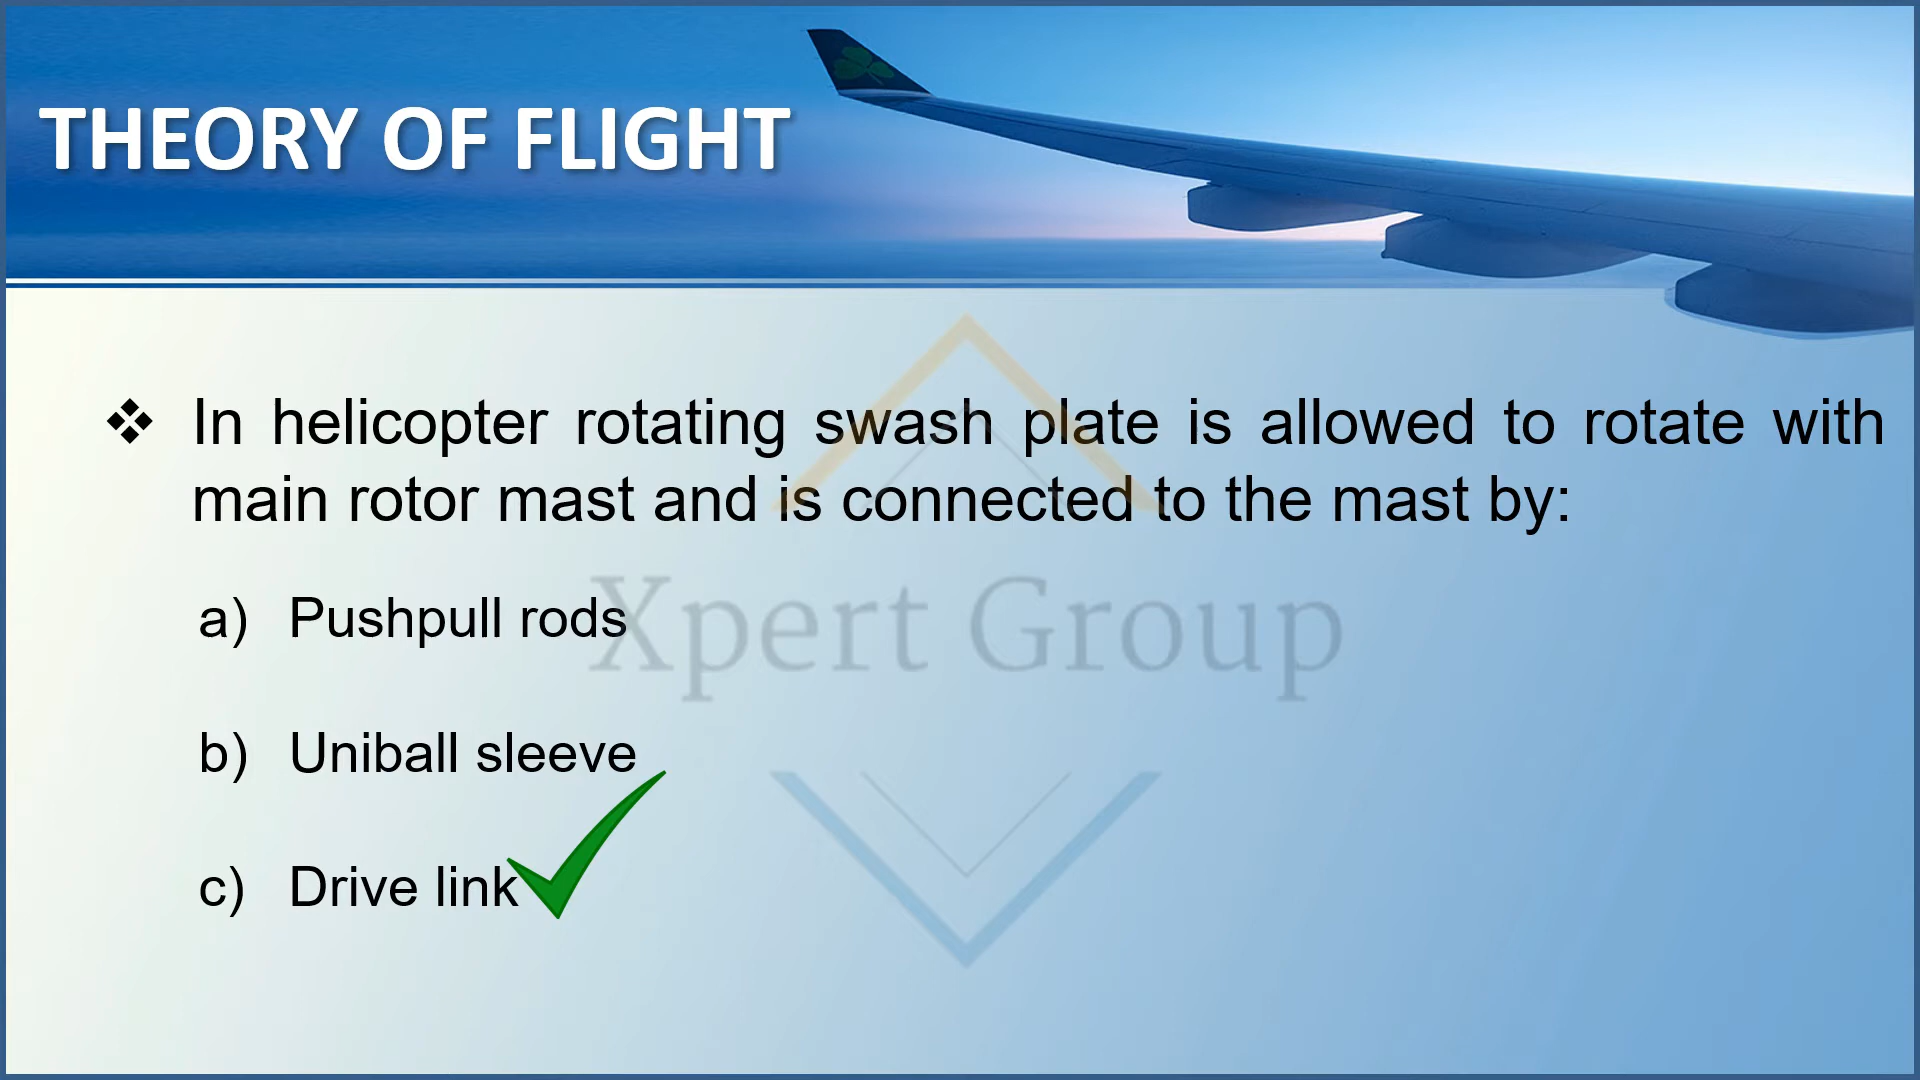 THEORY OF FLIGHT
❖ In helicopter rotating swash plate is allowed to rotate with
main rotor mast and is connected to the mast by:
Xpert Group
a) Pushpull rods
b) Uniball sleeve
c) Drive link